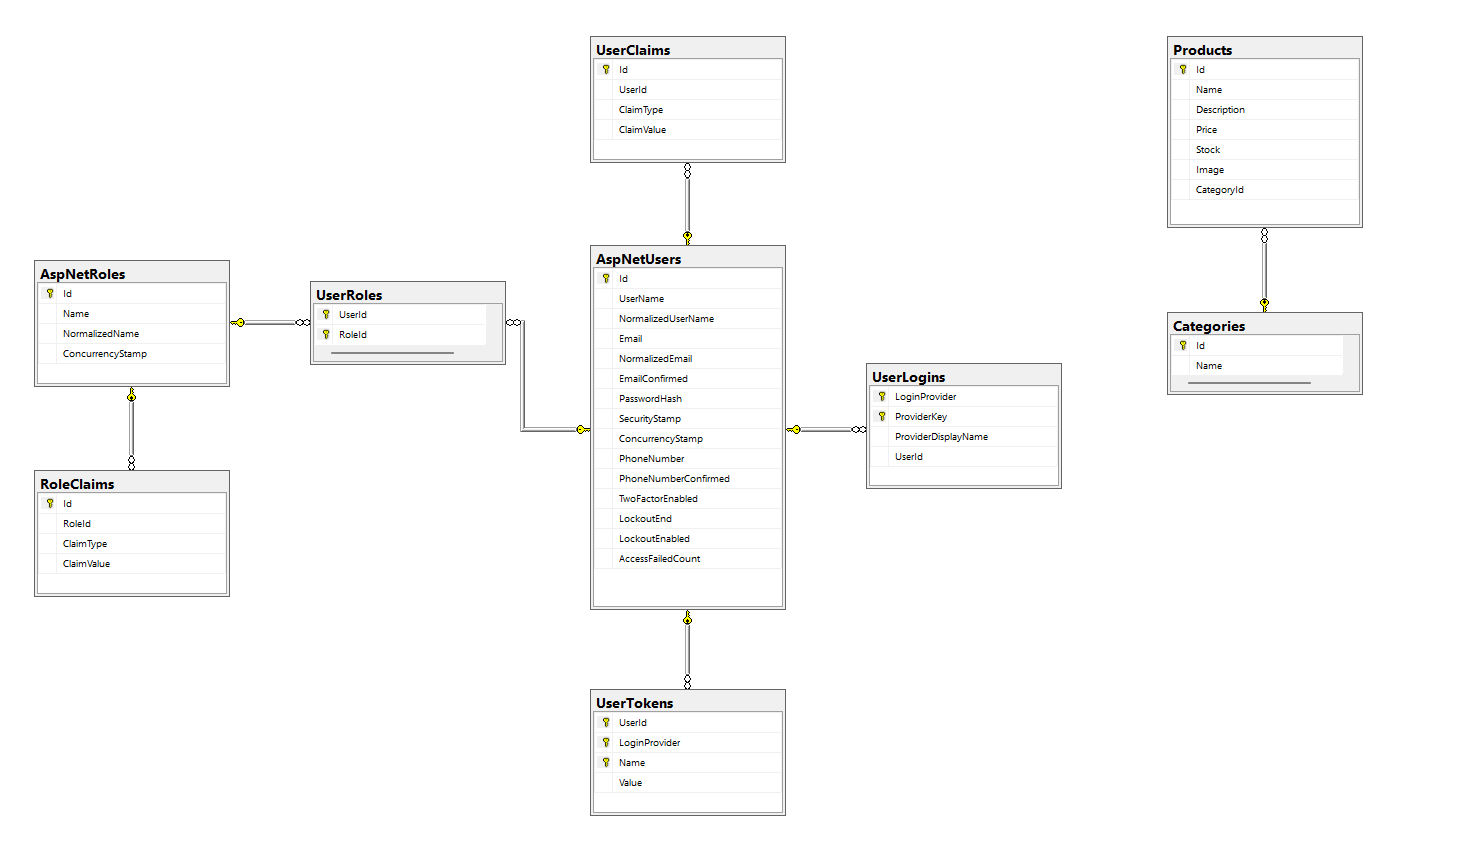 UserClaims
Id
UserId
ClaimType
ClaimValue
Products
Id
Name
Description
Price
Stock
Image
CategoryId
AspNetRoles
Id
Name
NormalizedName
ConcurrencyStamp
UserRoles
UserId
RoleId
AspNetUsers
Id
UserName
NormalizedUserName
Email
NormalizedEmail
EmailConfirmed
PasswordHash
SecurityStamp
ConcurrencyStamp
PhoneNumber
PhoneNumberConfirmed
TwoFactorEnabled
LockoutEnd
LockoutEnabled
AccessFailedCount
Categories
Id
Name
UserLogins
LoginProvider
ProviderKey
ProviderDisplayName
UserId
RoleClaims
Id
RoleId
ClaimType
ClaimValue
UserTokens
UserId
LoginProvider
Name
Value